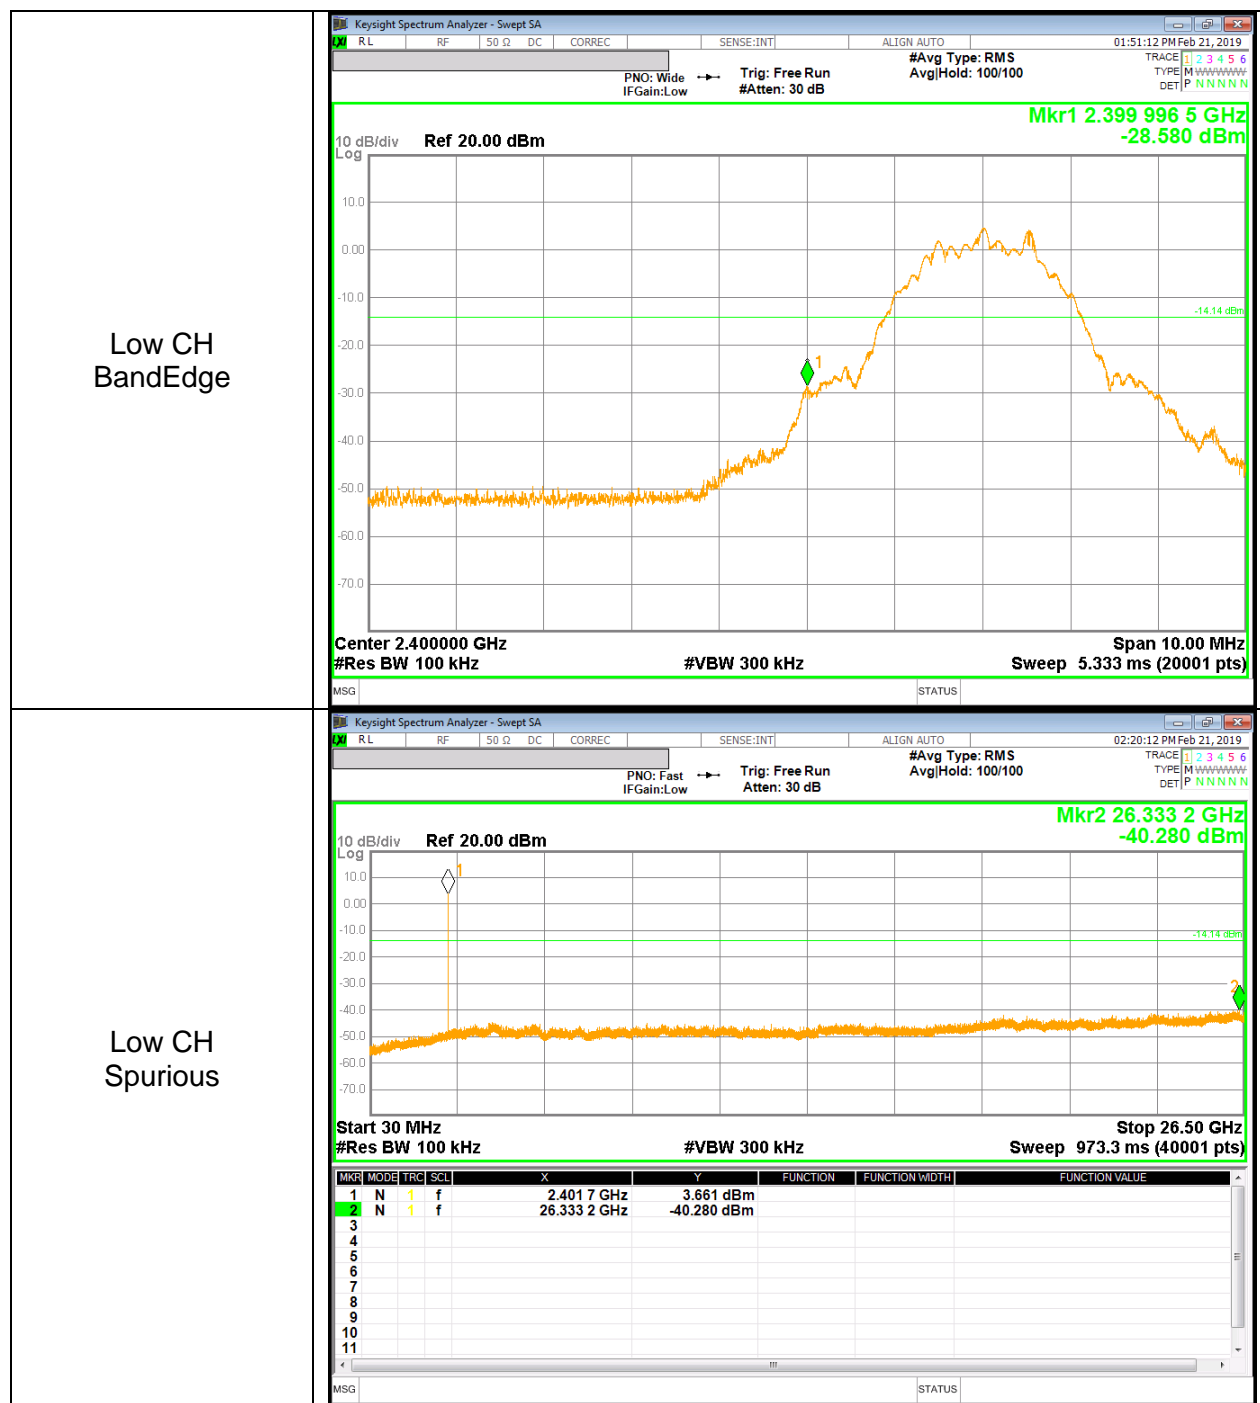 Low CH
BandEdge
Keysight Spectrum Analyzer - Swept SA
LXI RL RF 50 Ω DC CORREC SENSE:INT ALIGN AUTO 01:51:12 PM Feb 21, 2019
PNO: Wide Trig: Free Run #Avg Type: RMS TRACE 1 2 3 4 5 6
IFGain:Low #Atten: 30 dB Avg|Hold: 100/100 TYPE M WWWWW
DET P N N N N N
Mkr1 2.399 996 5 GHz
-28.580 dBm
10 dB/div Ref 20.00 dBm
Log
10.0
0.00
-10.0
-14.14 dBm
-20.0
1
-30.0
-40.0
-50.0
-60.0
-70.0
Center 2.400000 GHz Span 10.00 MHz
#Res BW 100 kHz #VBW 300 kHz Sweep 5.333 ms (20001 pts)
MSG STATUS
Low CH
Spurious
Keysight Spectrum Analyzer - Swept SA
LXI RL RF 50 Ω DC CORREC SENSE:INT ALIGN AUTO 02:20:12 PM Feb 21, 2019
PNO: Fast Trig: Free Run #Avg Type: RMS TRACE 1 2 3 4 5 6
IFGain:Low Atten: 30 dB Avg|Hold: 100/100 TYPE M WWWWW
DET P N N N N N
Mkr2 26.333 2 GHz
-40.280 dBm
10 dB/div Ref 20.00 dBm
Log
1
10.0
0.00
-10.0
-14.14 dBm
-20.0
-30.0
2
-40.0
-50.0
-60.0
-70.0
Start 30 MHz Stop 26.50 GHz
#Res BW 100 kHz #VBW 300 kHz Sweep 973.3 ms (40001 pts)
MKR MODE TRC SCL X Y FUNCTION FUNCTION WIDTH FUNCTION VALUE
1 N 1 f 2.401 7 GHz 3.661 dBm
2 N 1 f 26.333 2 GHz -40.280 dBm
3
4
5
6
7
8
9
10
11
MSG STATUS